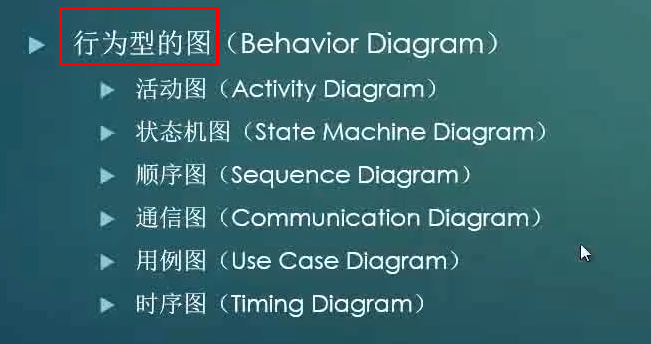 行为型的图（Behavior Diagram）
活动图（Activity Diagram）
状态机图（State Machine Diagram）
顺序图（Sequence Diagram）
通信图（Communication Diagram）
用例图（Use Case Diagram）
时序图（Timing Diagram）